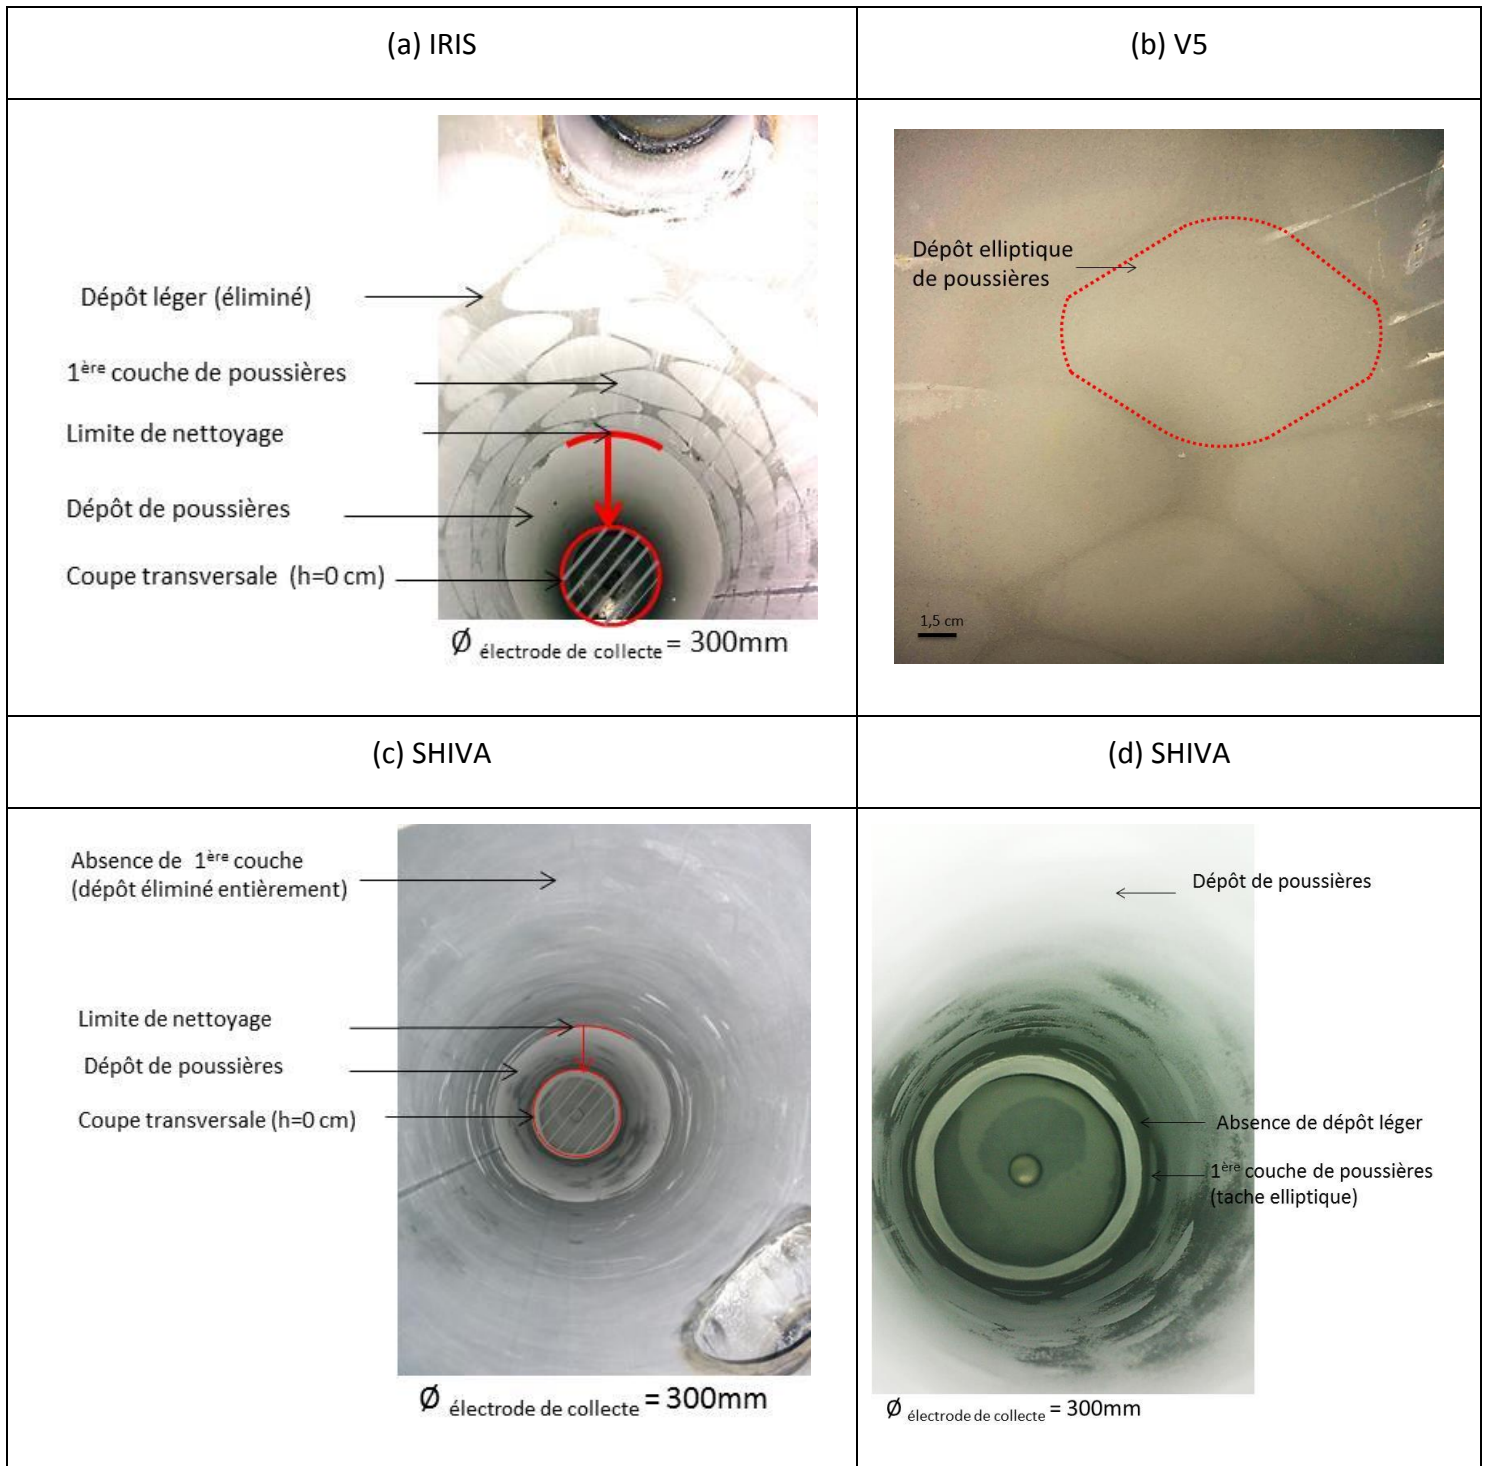 (a) IRIS
(b) V5
Dépôt léger (éliminé)
1ère couche de poussières
Limite de nettoyage
Dépôt de poussières
Coupe transversale (h=0 cm)
Ø électrode de collecte = 300mm
Dépôt elliptique
de poussières
1,5 cm
(c) SHIVA
(d) SHIVA
Absence de 1ère couche
(dépôt éliminé entièrement)
Limite de nettoyage
Dépôt de poussières
Coupe transversale (h=0 cm)
Ø électrode de collecte = 300mm
Dépôt de poussières
Absence de dépôt léger
1ère couche de poussières
(tache elliptique)
Ø électrode de collecte = 300mm